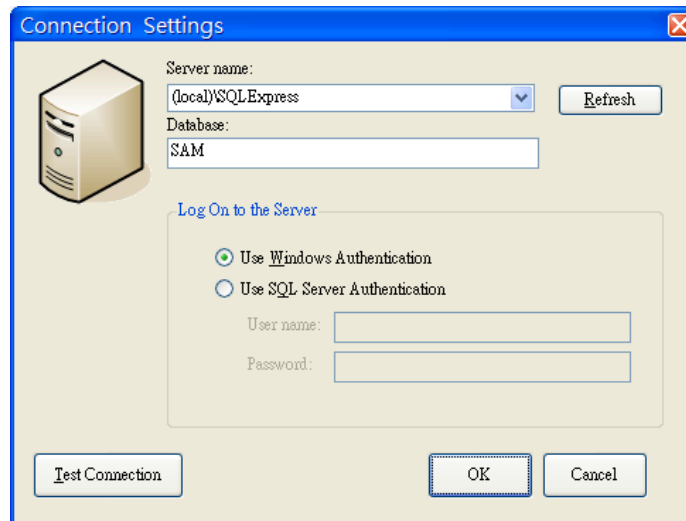 Connection Settings
Server name:
(local)\SQLExpress
Refresh
Database:
SAM
Log On to the Server
Use Windows Authentication
Use SQL Server Authentication
User name:
Password:
Test Connection
OK
Cancel